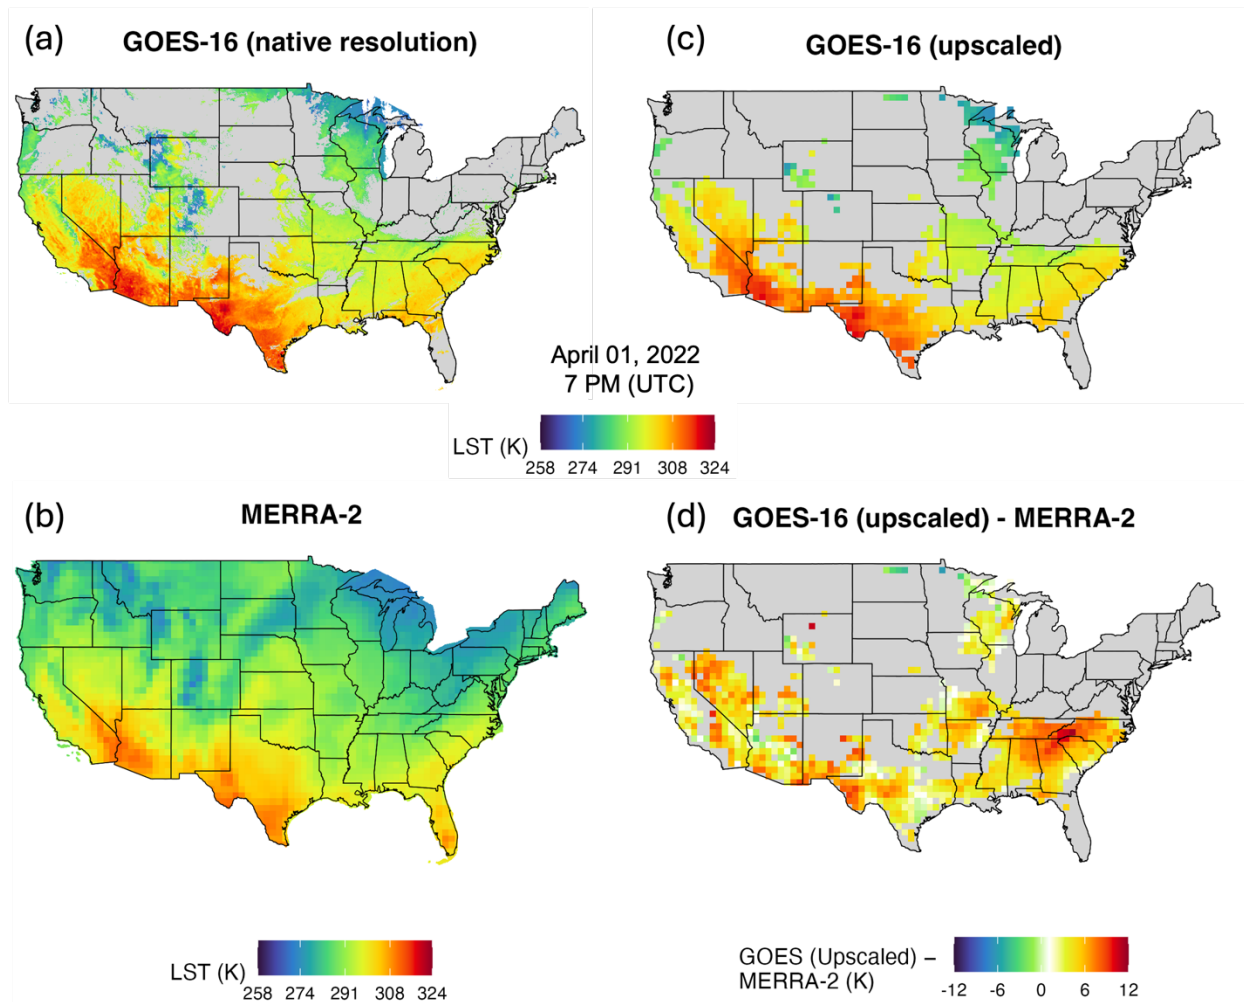 (a) GOES-16 (native resolution)
(c) GOES-16 (upscaled)
April 01, 2022
7 PM (UTC)
LST (K)
258 274 291 308 324
(b) MERRA-2
(d) GOES-16 (upscaled) - MERRA-2
LST (K)
258 274 291 308 324
GOES (Upscaled) –
MERRA-2 (K)
-12 -6 0 6 12